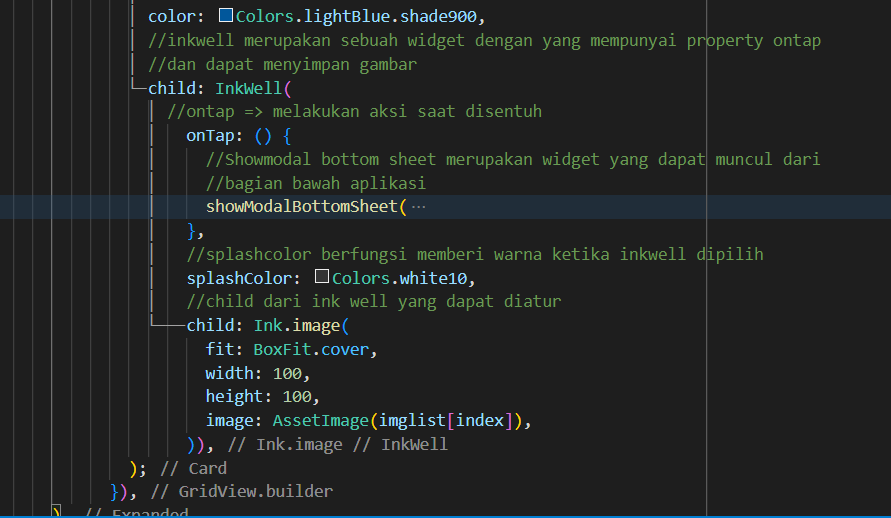 color: Colors.lightBlue.shade900,
//inkwell merupakan sebuah widget dengan yang mempunyai property ontap
//dan dapat menyimpan gambar
child: InkWell(
//ontap => melakukan aksi saat disentuh
onTap: () {
//Showmodal bottom sheet merupakan widget yang dapat muncul dari
//bagian bawah aplikasi
showModalBottomSheet( ⋯
},
//splashcolor berfungsi memberi warna ketika inkwell dipilih
splashColor: Colors.white10,
//child dari ink well yang dapat diatur
child: Ink.image(
fit: BoxFit.cover,
width: 100,
height: 100,
image: AssetImage(imglist[index]),
)), // Ink.image // InkWell
); // Card
}), // GridView.builder
) // Expanded